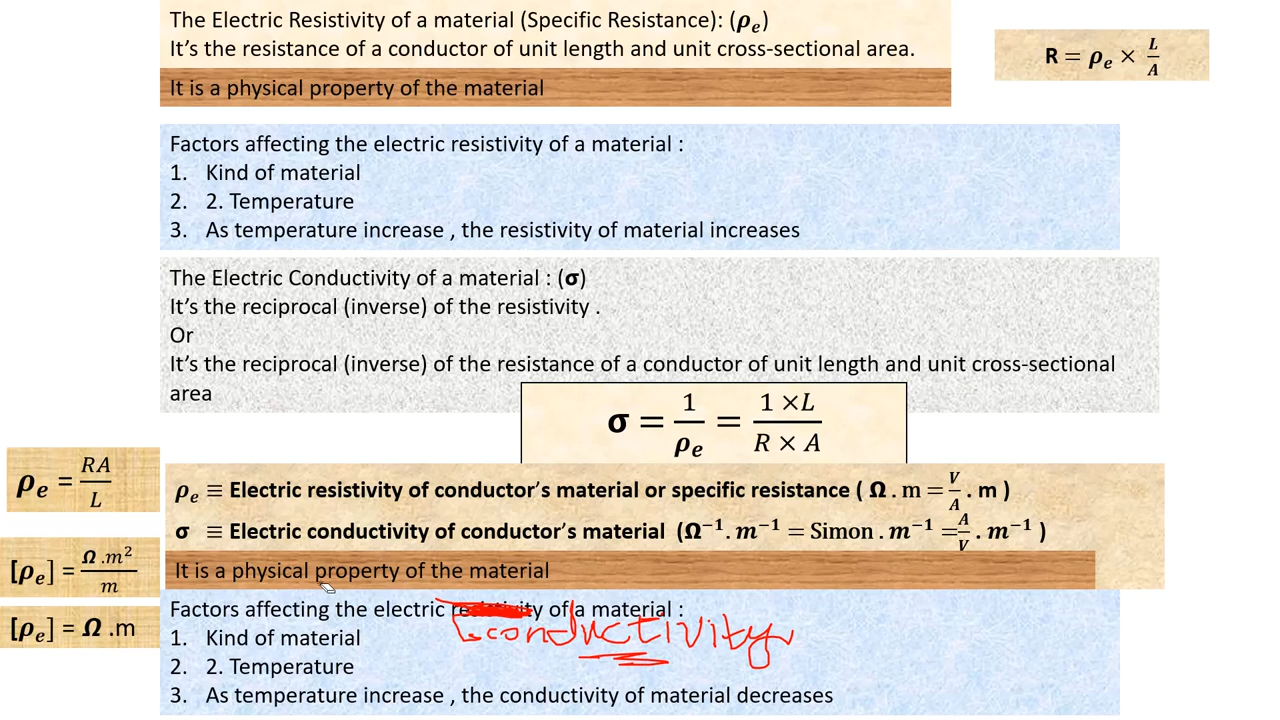 The Electric Resistivity of a material (Specific Resistance): (ρₑ)
It's the resistance of a conductor of unit length and unit cross-sectional area.
R = ρₑ × L/A
It is a physical property of the material
Factors affecting the electric resistivity of a material :
1. Kind of material
2. 2. Temperature
3. As temperature increase , the resistivity of material increases
The Electric Conductivity of a material : (σ)
It's the reciprocal (inverse) of the resistivity .
Or
It's the reciprocal (inverse) of the resistance of a conductor of unit length and unit cross-sectional
area
σ = 1/ρₑ = 1 ×L/R × A
ρₑ = RA/L
ρₑ ≡ Electric resistivity of conductor's material or specific resistance ( Ω . m = V/A . m )
σ ≡ Electric conductivity of conductor's material (Ω⁻¹. m⁻¹ = Simon . m⁻¹ = A/V . m⁻¹ )
[ρₑ] = Ω .m²/m
It is a physical property of the material
[ρₑ] = Ω .m
Factors affecting the electric resistivity of a material :
conductivity
1. Kind of material
2. 2. Temperature
3. As temperature increase , the conductivity of material decreases